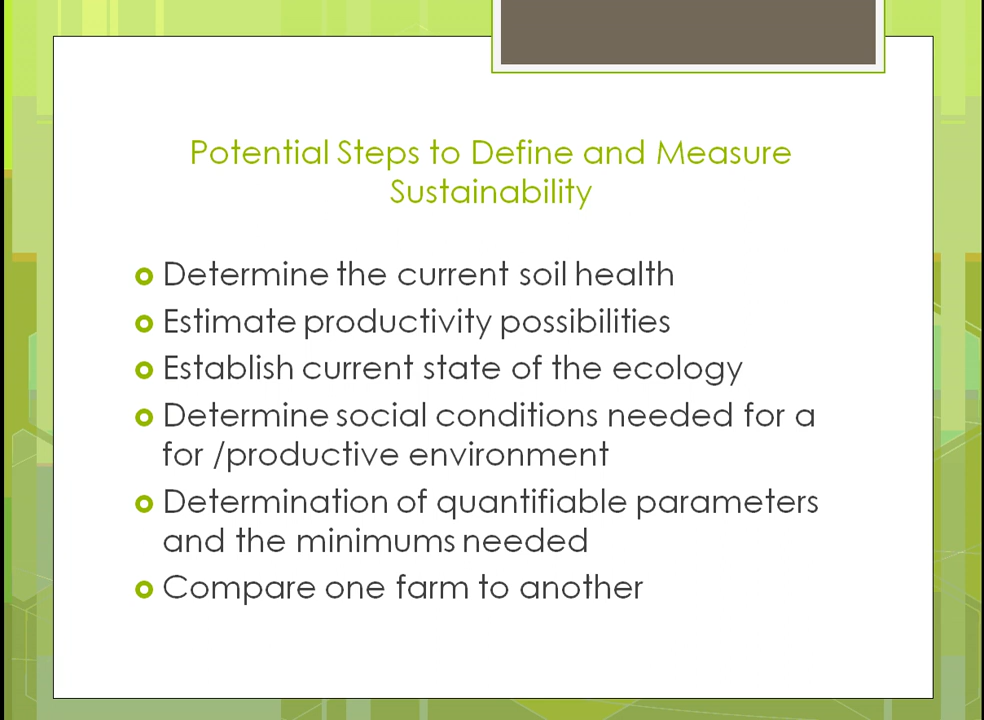 Potential Steps to Define and Measure
Sustainability
Determine the current soil health
Estimate productivity possibilities
Establish current state of the ecology
Determine social conditions needed for a
for /productive environment
Determination of quantifiable parameters
and the minimums needed
Compare one farm to another